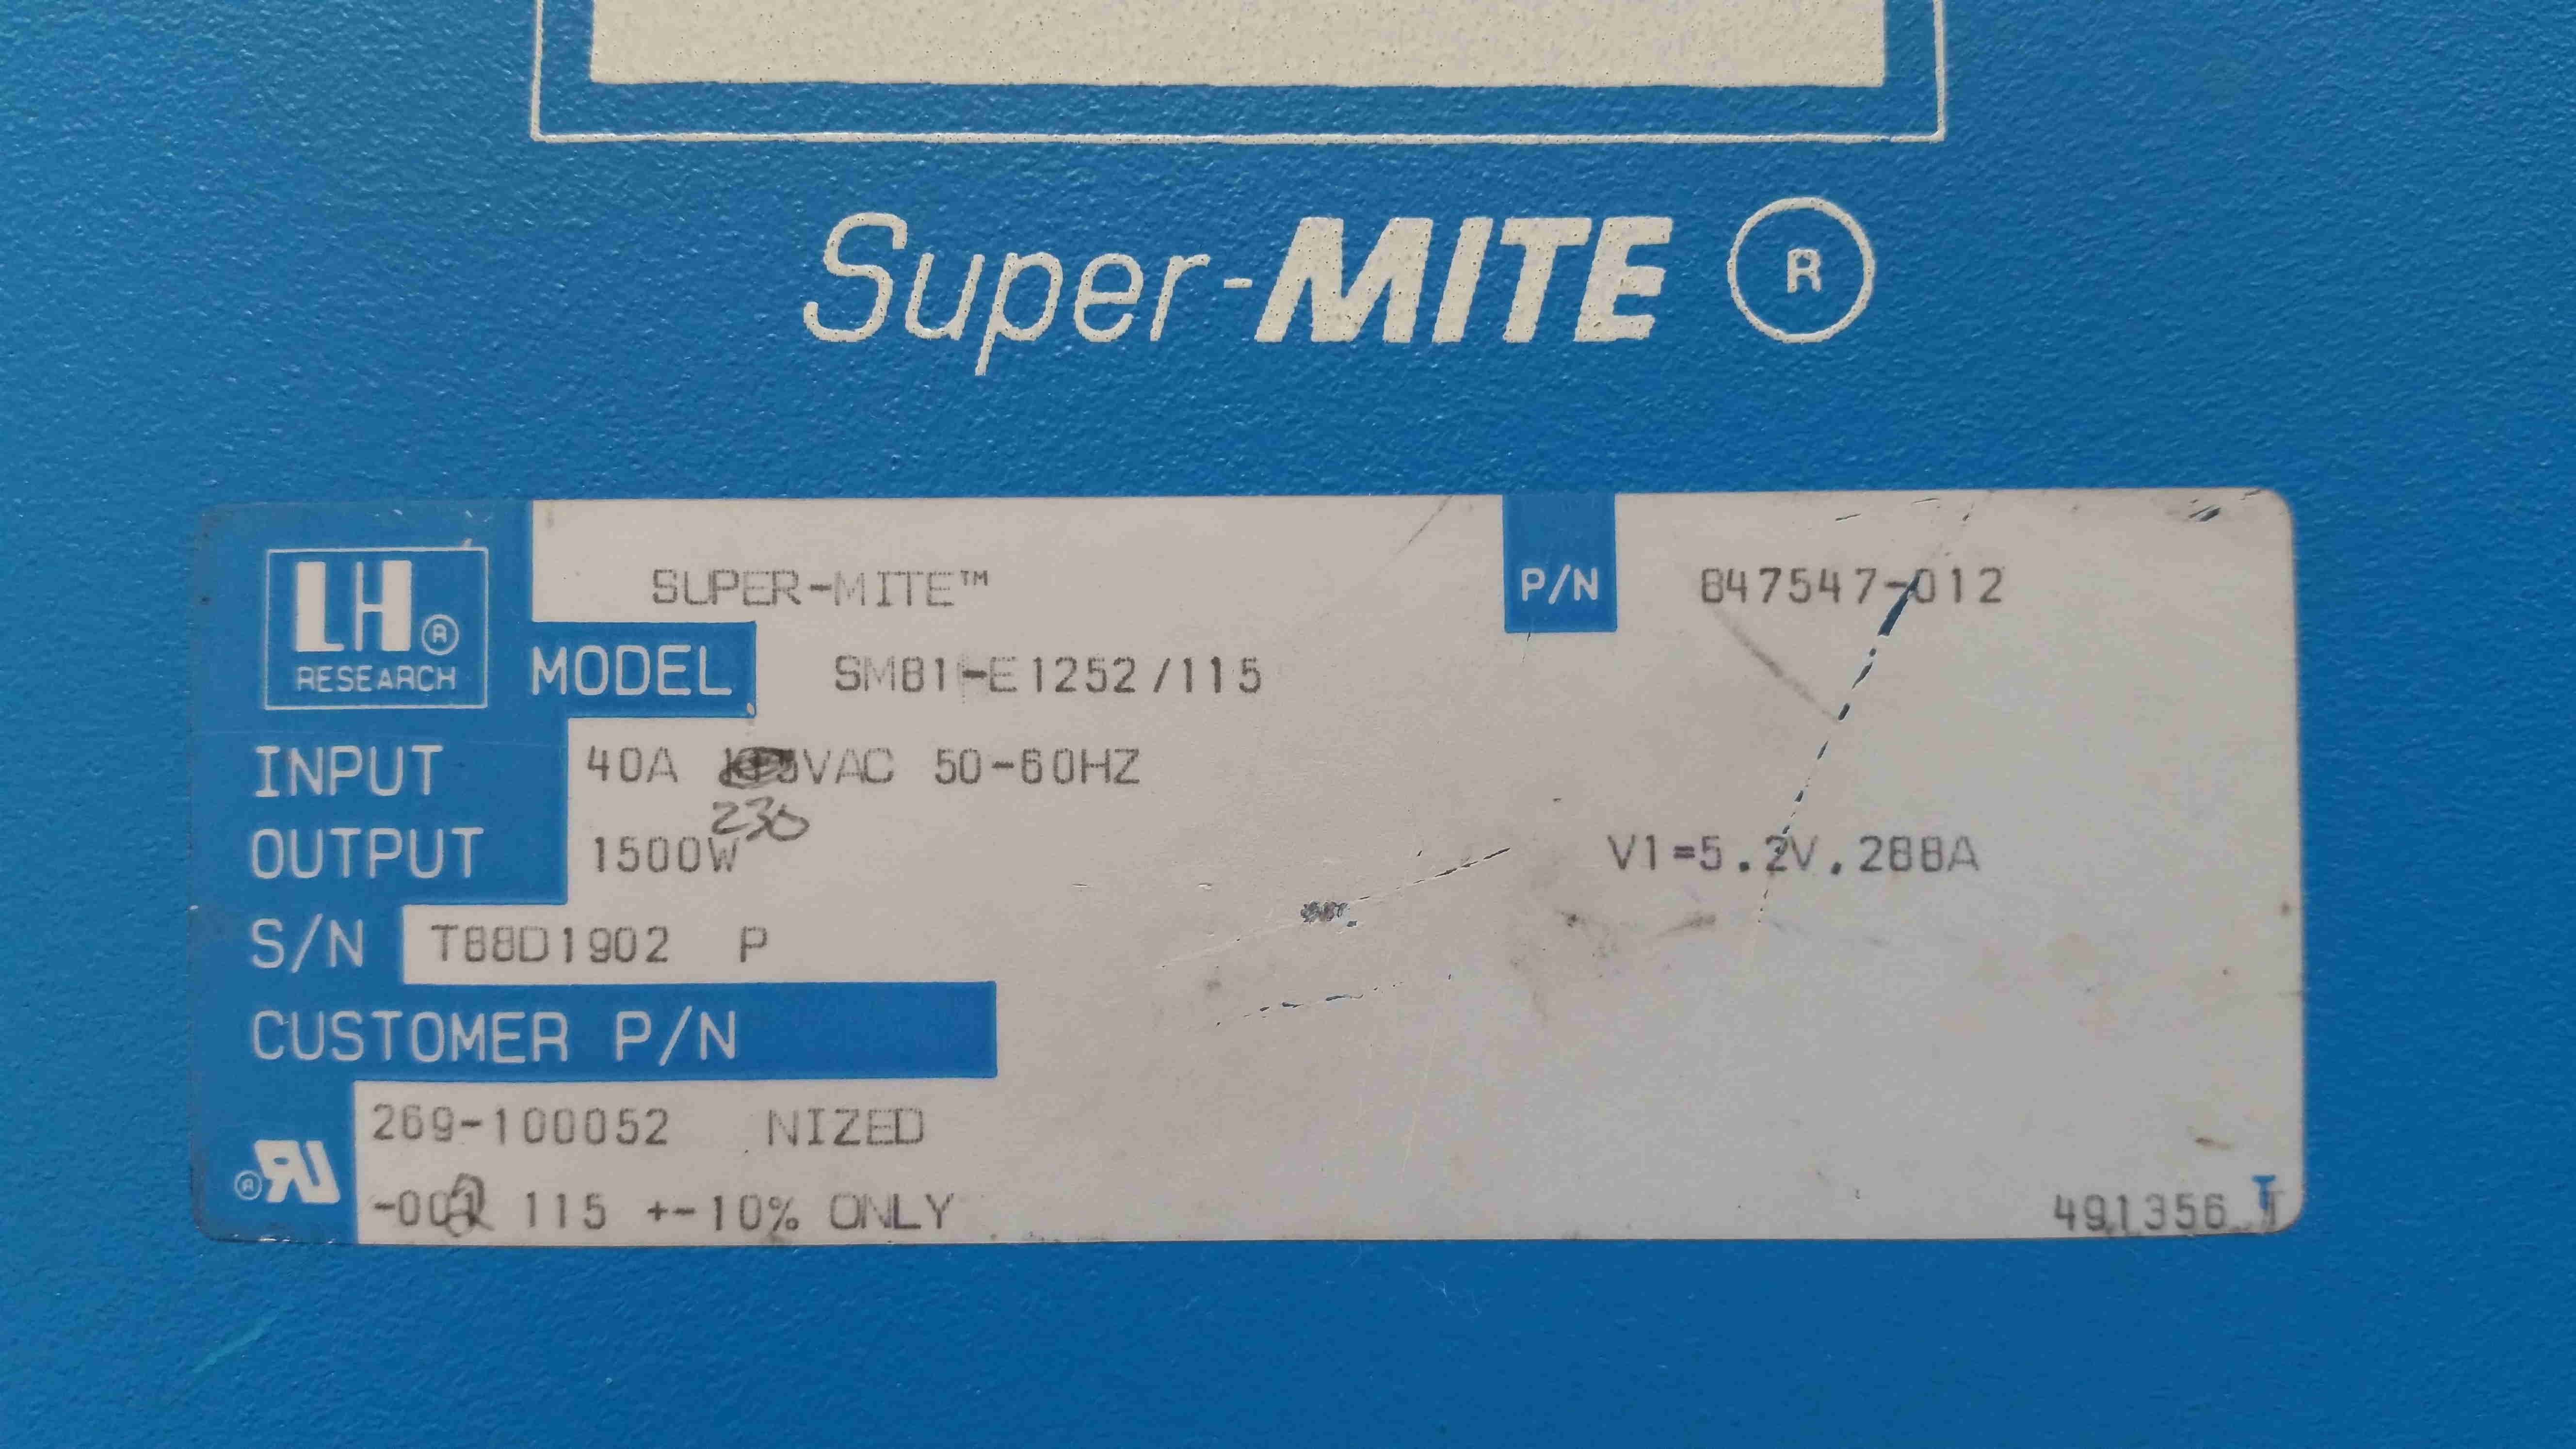 Super-MITE ®
LH ®
RESEARCH
SUPER-MITE™
P/N 847547-012
MODEL SM81-E1252/115
INPUT 40A VAC 50-60HZ
230
OUTPUT 1500W V1=5.2V.288A
S/N T88D1902 P
CUSTOMER P/N
269-100052 NIZED
-002 115 +-10% ONLY
491356